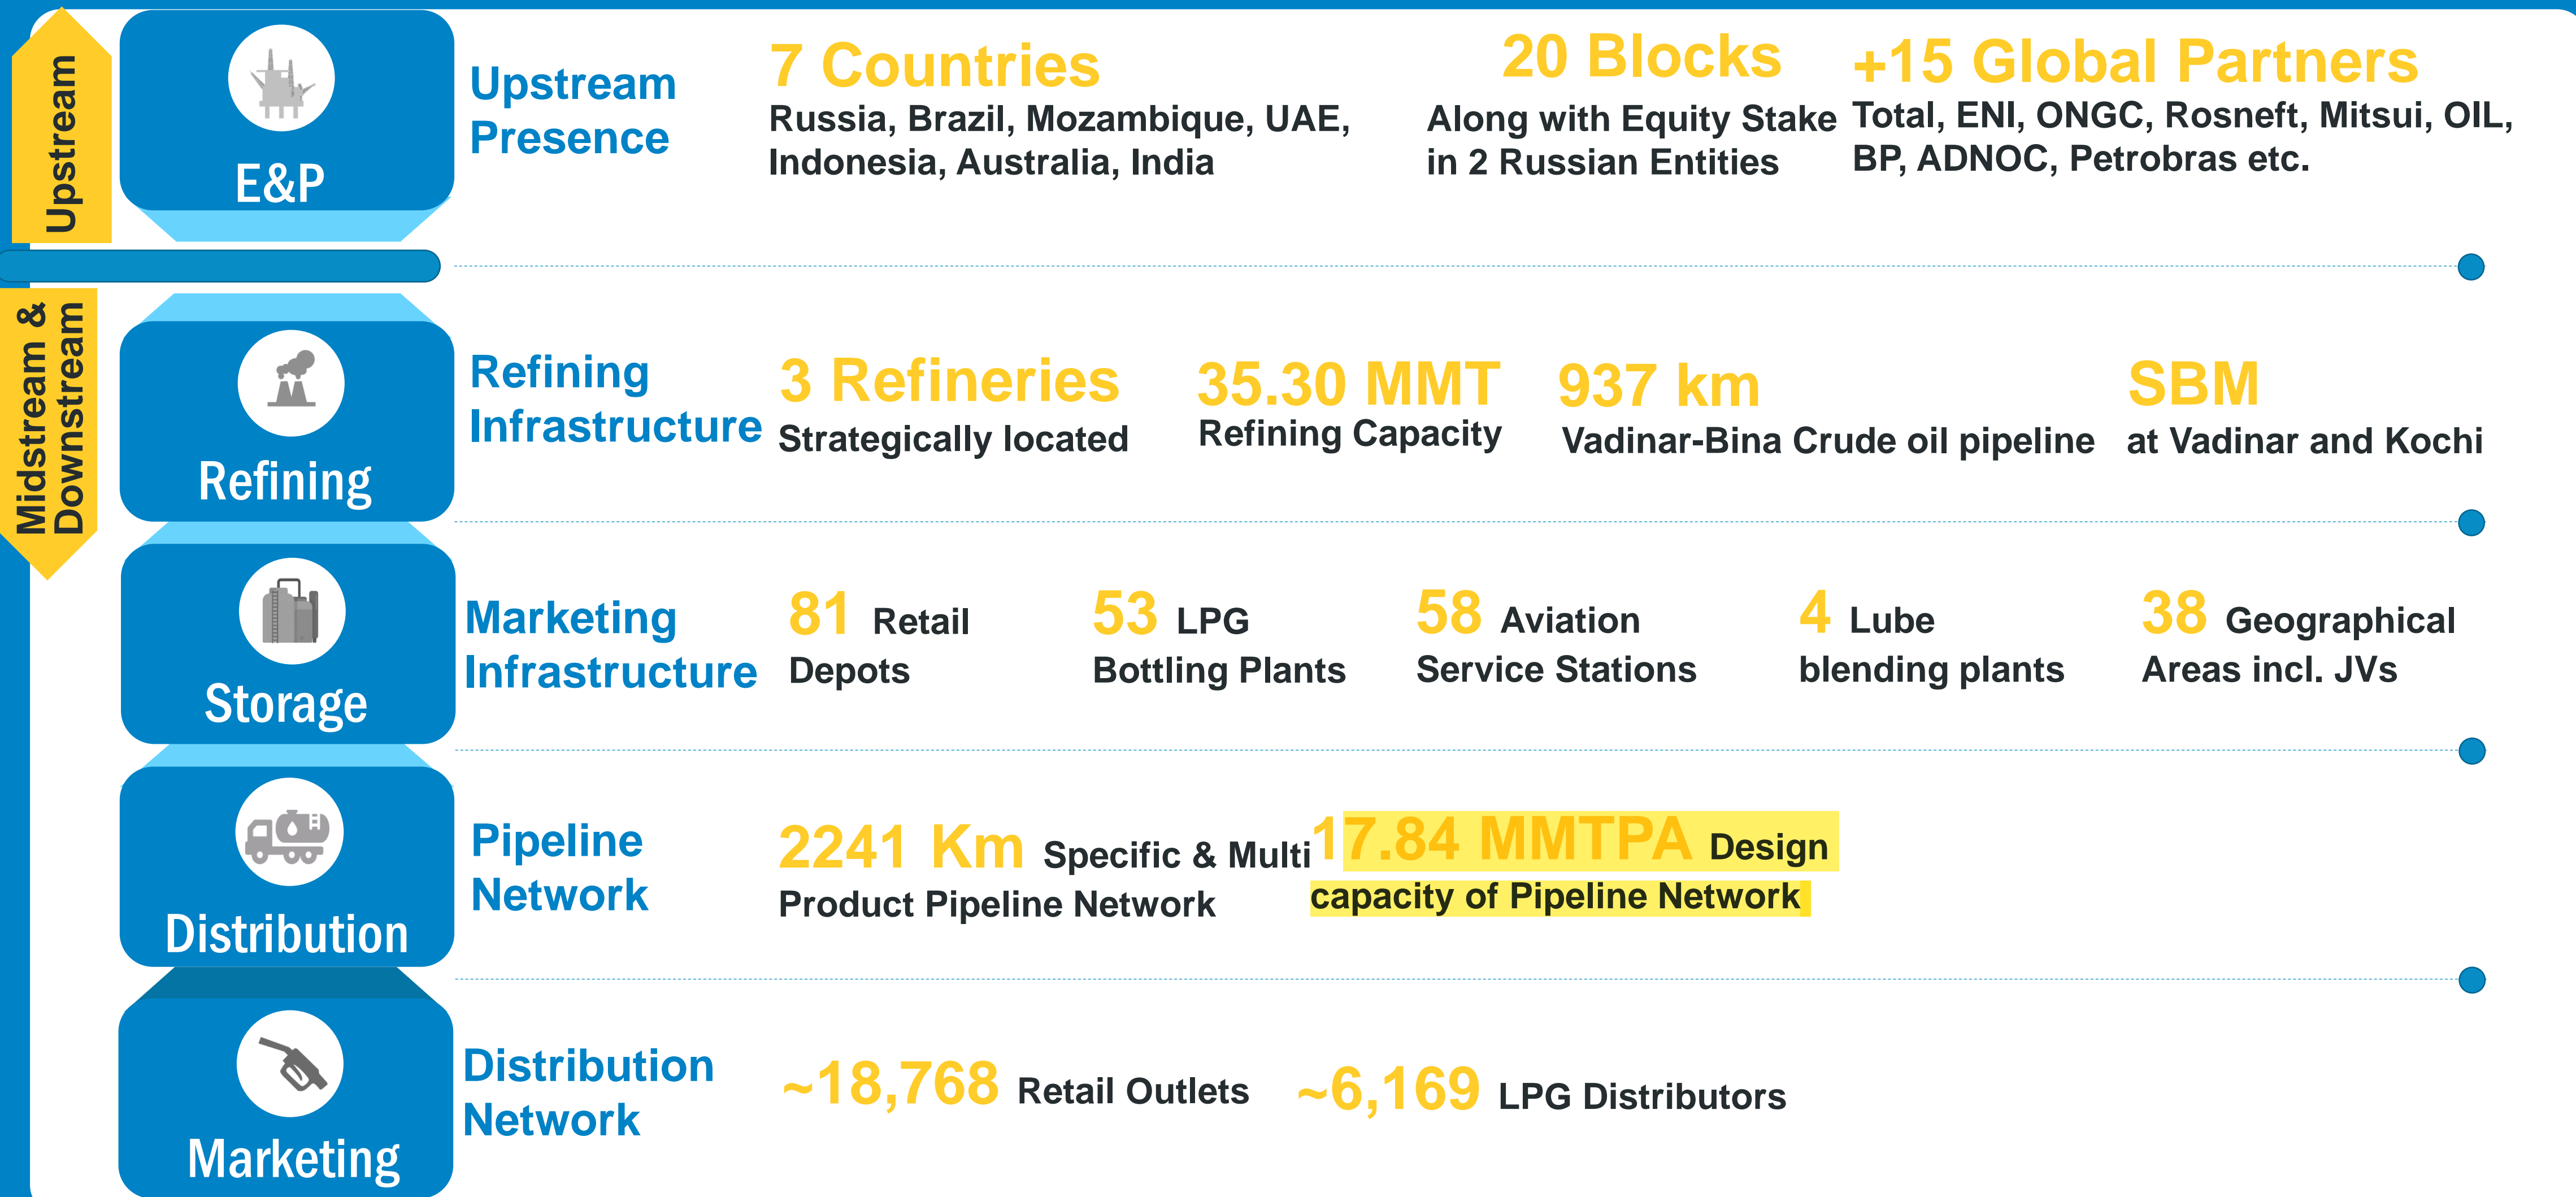 Upstream
E&P
Upstream
Presence
7 Countries
Russia, Brazil, Mozambique, UAE,
Indonesia, Australia, India
20 Blocks
Along with Equity Stake
in 2 Russian Entities
+15 Global Partners
Total, ENI, ONGC, Rosneft, Mitsui, OIL,
BP, ADNOC, Petrobras etc.
Midstream &
Downstream
Refining
Refining
Infrastructure
3 Refineries
Strategically located
35.30 MMT
Refining Capacity
937 km
Vadinar-Bina Crude oil pipeline
SBM
at Vadinar and Kochi
Storage
Marketing
Infrastructure
81 Retail
Depots
53 LPG
Bottling Plants
58 Aviation
Service Stations
4 Lube
blending plants
38 Geographical
Areas incl. JVs
Distribution
Pipeline
Network
2241 Km Specific & Multi
Product Pipeline Network
17.84 MMTPA Design
capacity of Pipeline Network
Marketing
Distribution
Network
~18,768 Retail Outlets
~6,169 LPG Distributors